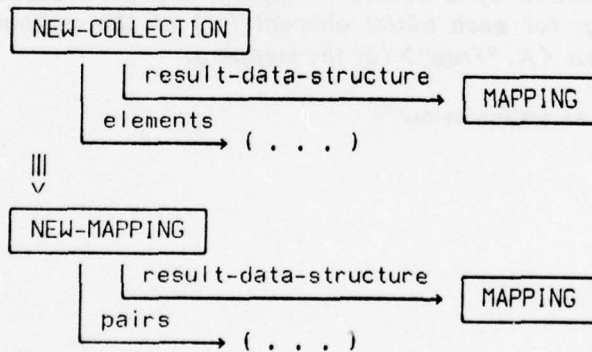 NEW-COLLECTION
result-data-structure
MAPPING
elements
( . . . )
|||
v
NEW-MAPPING
result-data-structure
MAPPING
pairs
( . . . )